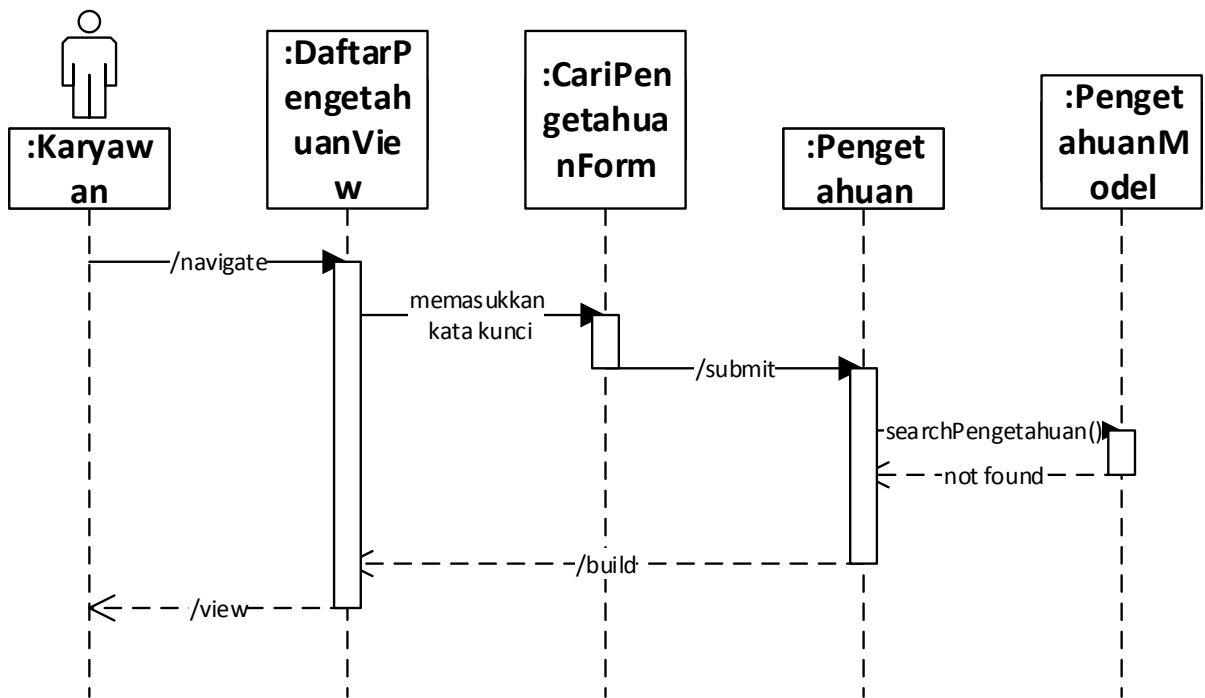 :DaftarP
engetah
uanVie
w
:CariPen
getahua
nForm
:Penget
ahuanM
odel
:Karyaw
an
:Penget
ahuan
/navigate
memasukkan
kata kunci
/submit
searchPengetahuan()
not found
/build
/view